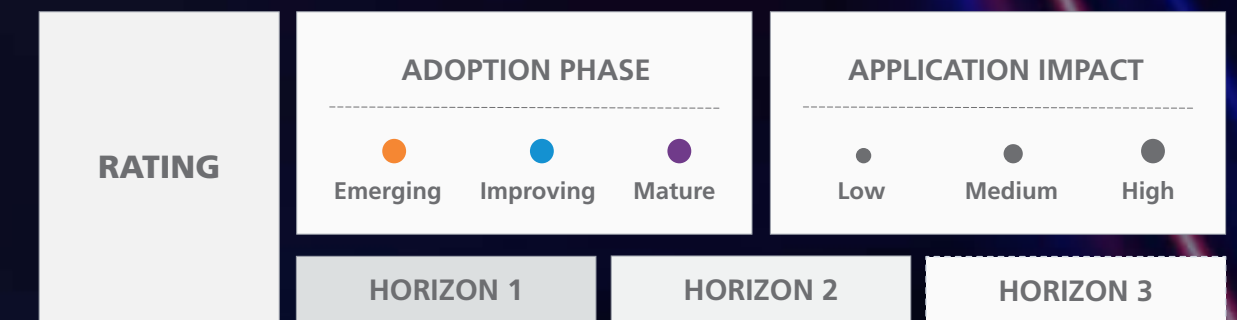 RATING
ADOPTION PHASE
Emerging Improving Mature
APPLICATION IMPACT
Low Medium High
HORIZON 1
HORIZON 2
HORIZON 3